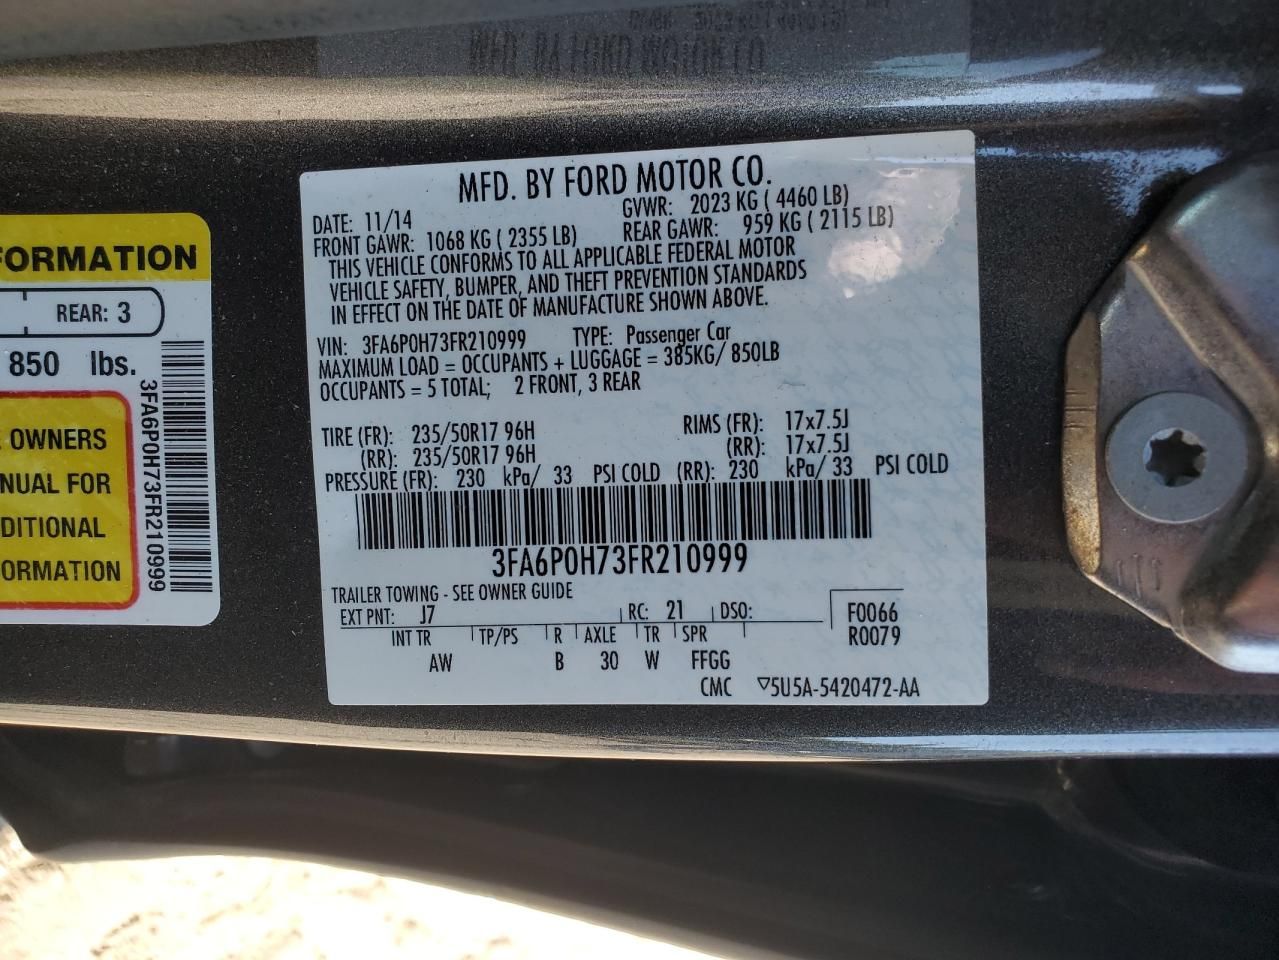 MFD. BY FORD MOTOR CO.
FORMATION
REAR: 3
850 lbs.
E OWNERS
NUAL FOR
DITIONAL
FORMATION
3FA6P0H73FR210999
MFD. BY FORD MOTOR CO.
DATE: 11/14 GVWR: 2023 KG ( 4460 LB)
FRONT GAWR: 1068 KG ( 2355 LB) REAR GAWR: 959 KG ( 2115 LB)
THIS VEHICLE CONFORMS TO ALL APPLICABLE FEDERAL MOTOR
VEHICLE SAFETY, BUMPER, AND THEFT PREVENTION STANDARDS
IN EFFECT ON THE DATE OF MANUFACTURE SHOWN ABOVE.
VIN: 3FA6P0H73FR210999 TYPE: Passenger Car
MAXIMUM LOAD = OCCUPANTS + LUGGAGE = 385KG/ 850LB
OCCUPANTS = 5 TOTAL; 2 FRONT, 3 REAR
TIRE (FR): 235/50R17 96H RIMS (FR): 17x7.5J
(RR): 235/50R17 96H (RR): 17x7.5J
PRESSURE (FR): 230 kPa/ 33 PSI COLD (RR): 230 kPa/ 33 PSI COLD
3FA6P0H73FR210999
TRAILER TOWING - SEE OWNER GUIDE
EXT PNT: J7 RC: 21 DSO: F0066
INT TR TP/PS R AXLE TR SPR R0079
AW B 30 W FFGG
CMC ▽5U5A-5420472-AA